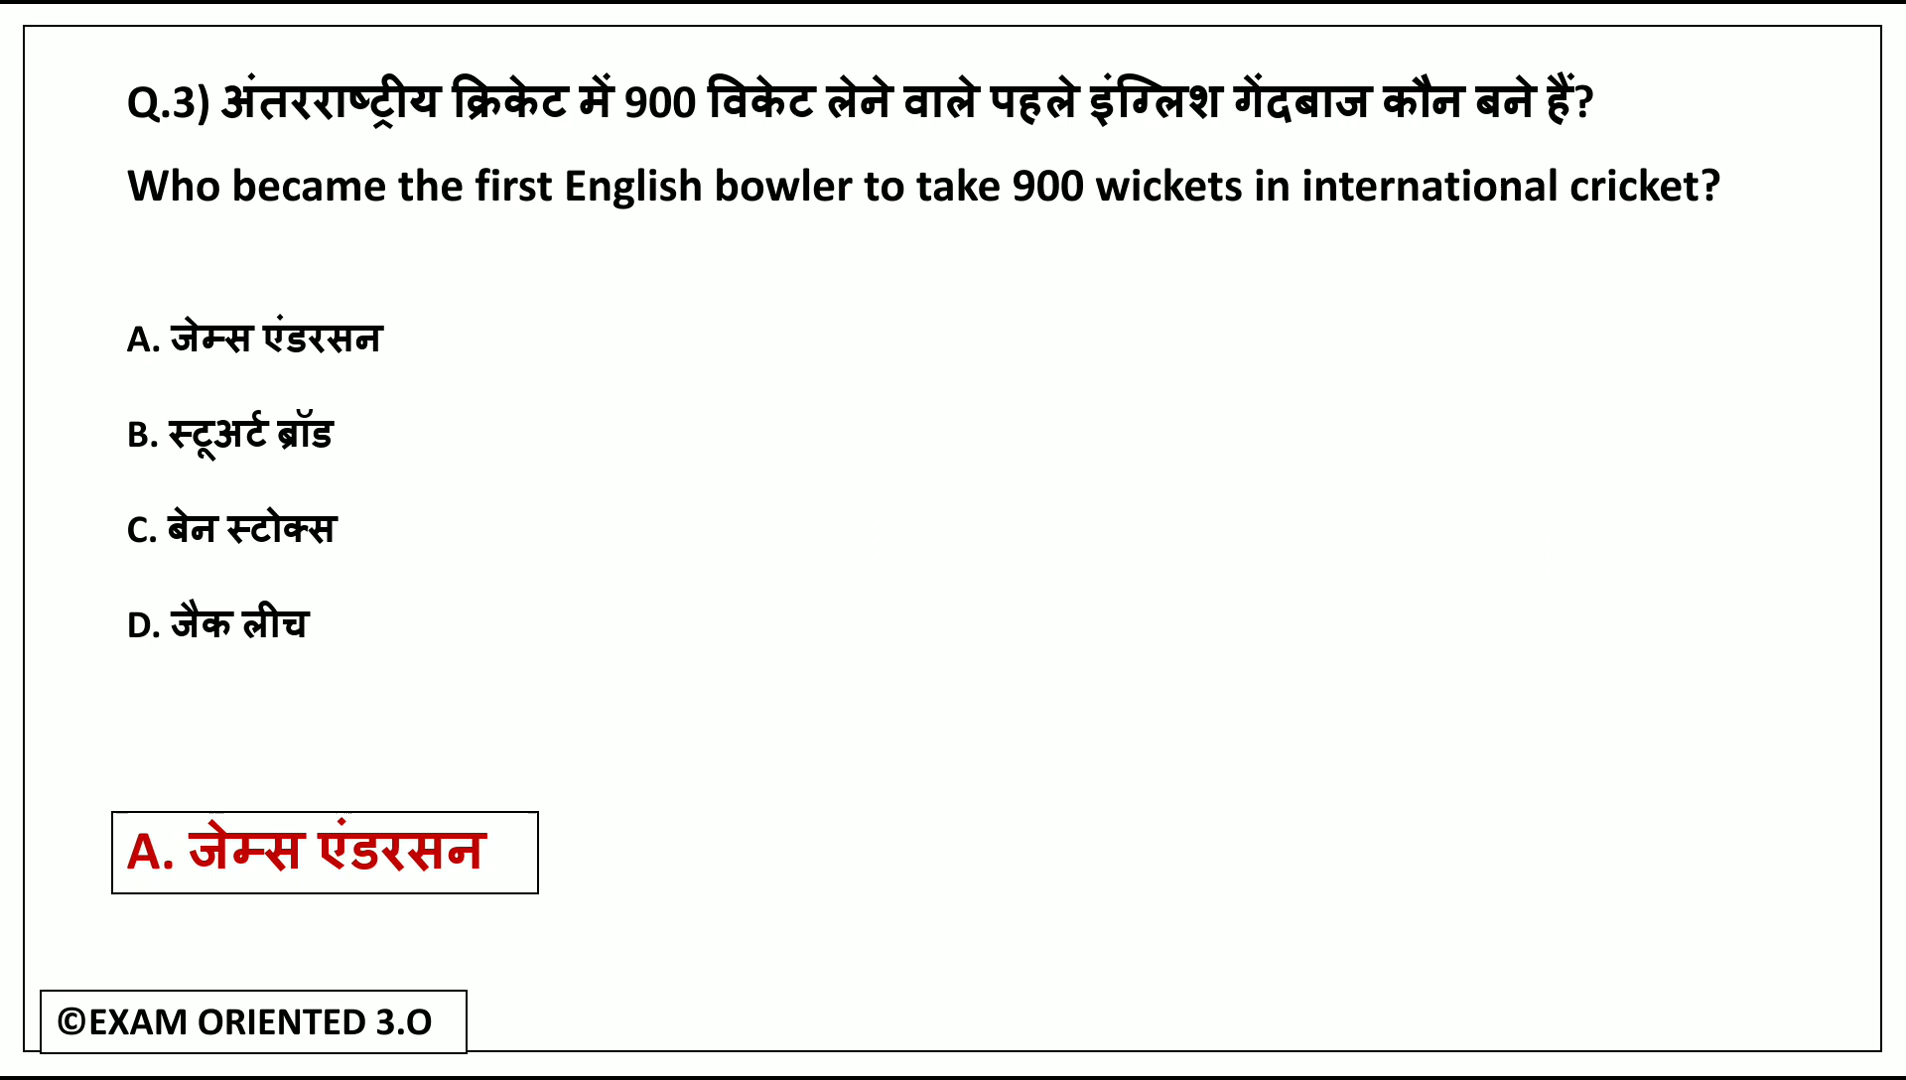 Q.3) अंतरराष्ट्रीय क्रिकेट में 900 विकेट लेने वाले पहले इंग्लिश गेंदबाज कौन बने हैं?
Who became the first English bowler to take 900 wickets in international cricket?
A. जेम्स एंडरसन
B. स्टूअर्ट ब्रॉड
C. बेन स्टोक्स
D. जैक लीच
A. जेम्स एंडरसन
©EXAM ORIENTED 3.O